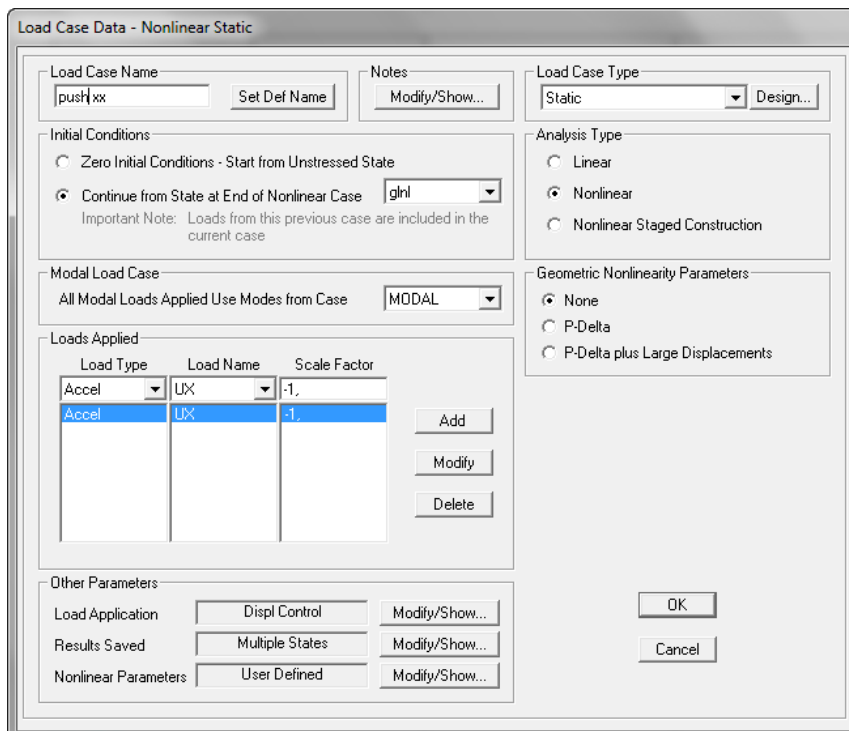 Load Case Data - Nonlinear Static
Load Case Name
push xx
Set Def Name
Notes
Modify/Show...
Load Case Type
Static
Design...
Initial Conditions
Zero Initial Conditions - Start from Unstressed State
Continue from State at End of Nonlinear Case
glnl
Important Note: Loads from this previous case are included in the
current case
Analysis Type
Linear
Nonlinear
Nonlinear Staged Construction
Modal Load Case
All Modal Loads Applied Use Modes from Case
MODAL
Geometric Nonlinearity Parameters
None
P-Delta
P-Delta plus Large Displacements
Loads Applied
Load Type Load Name Scale Factor
Accel UX -1,
Accel UX -1,
Add
Modify
Delete
Other Parameters
Load Application Displ Control Modify/Show...
Results Saved Multiple States Modify/Show...
Nonlinear Parameters User Defined Modify/Show...
OK
Cancel